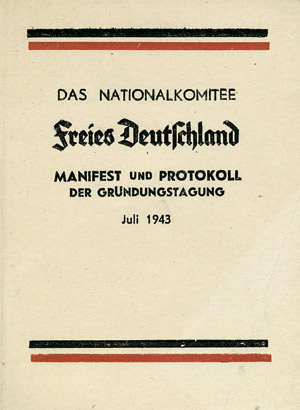 DAS NATIONALKOMITEE
Freies Deutschland
MANIFEST UND PROTOKOLL
DER GRÜNDUNGSTAGUNG
Juli 1943